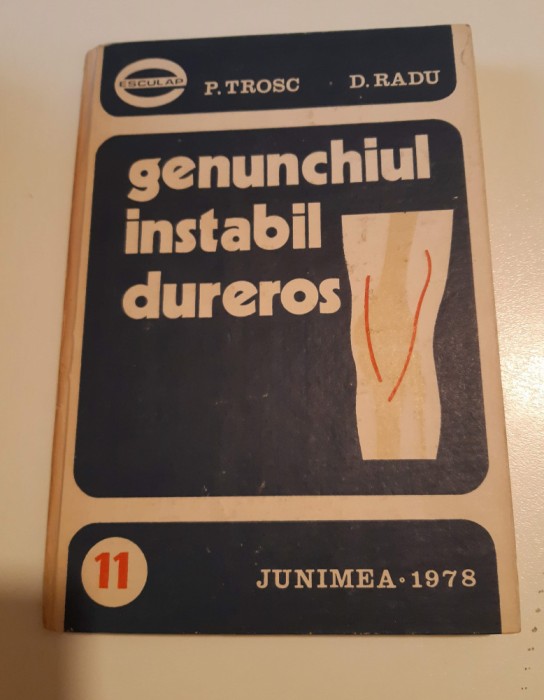 ESCULAP
P. TROSC D. RADU
genunchiul
instabil
dureros
11
JUNIMEA • 1978